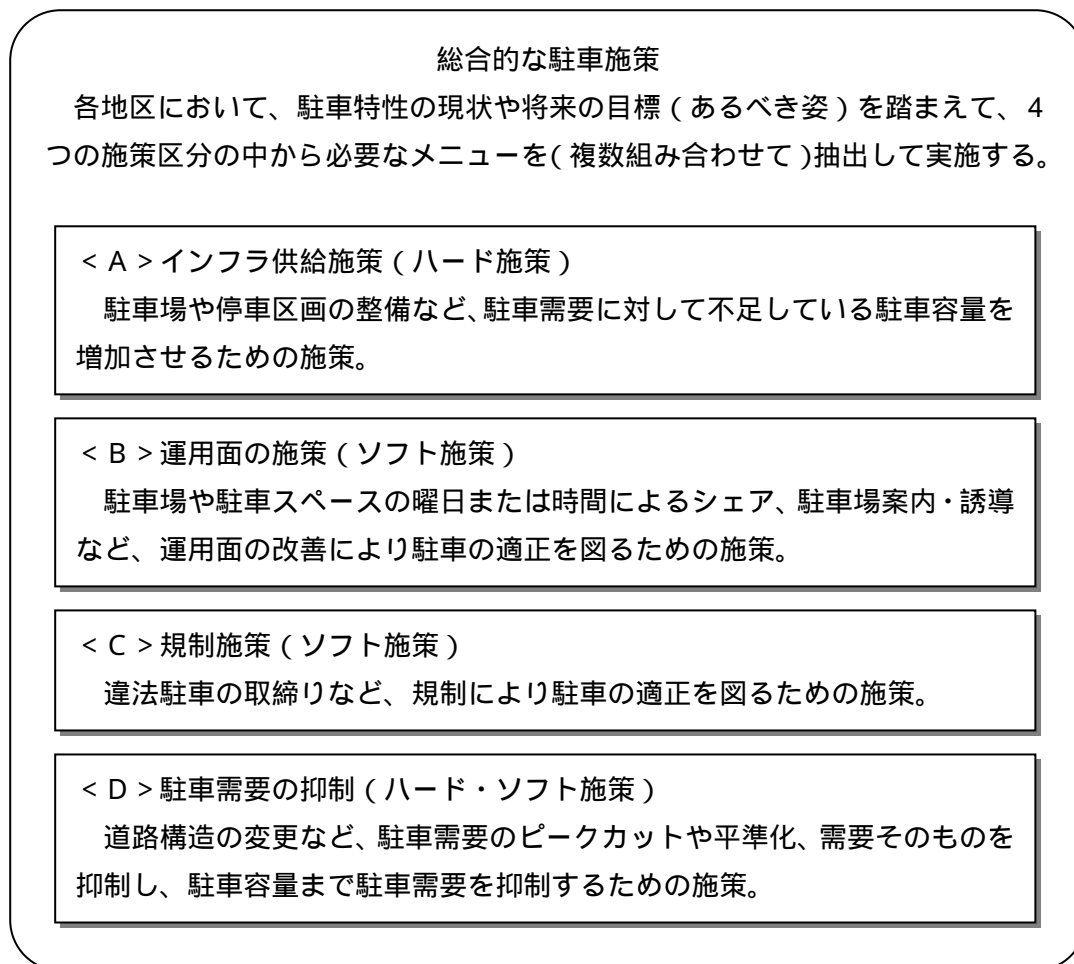 総合的な駐車施策
各地区において、駐車特性の現状や将来の目標(あるべき姿)を踏まえて、4
つの施策区分の中から必要なメニューを(複数組み合わせて)抽出して実施する。
<A>インフラ供給施策(ハード施策)
駐車場や停車区画の整備など、駐車需要に対して不足している駐車容量を
増加させるための施策。
<B>運用面の施策(ソフト施策)
駐車場や駐車スペースの曜日または時間によるシェア、駐車場案内・誘導
など、運用面の改善により駐車の適正を図るための施策。
<C>規制施策(ソフト施策)
違法駐車の取締りなど、規制により駐車の適正を図るための施策。
<D>駐車需要の抑制(ハード・ソフト施策)
道路構造の変更など、駐車需要のピークカットや平準化、需要そのものを
抑制し、駐車容量まで駐車需要を抑制するための施策。